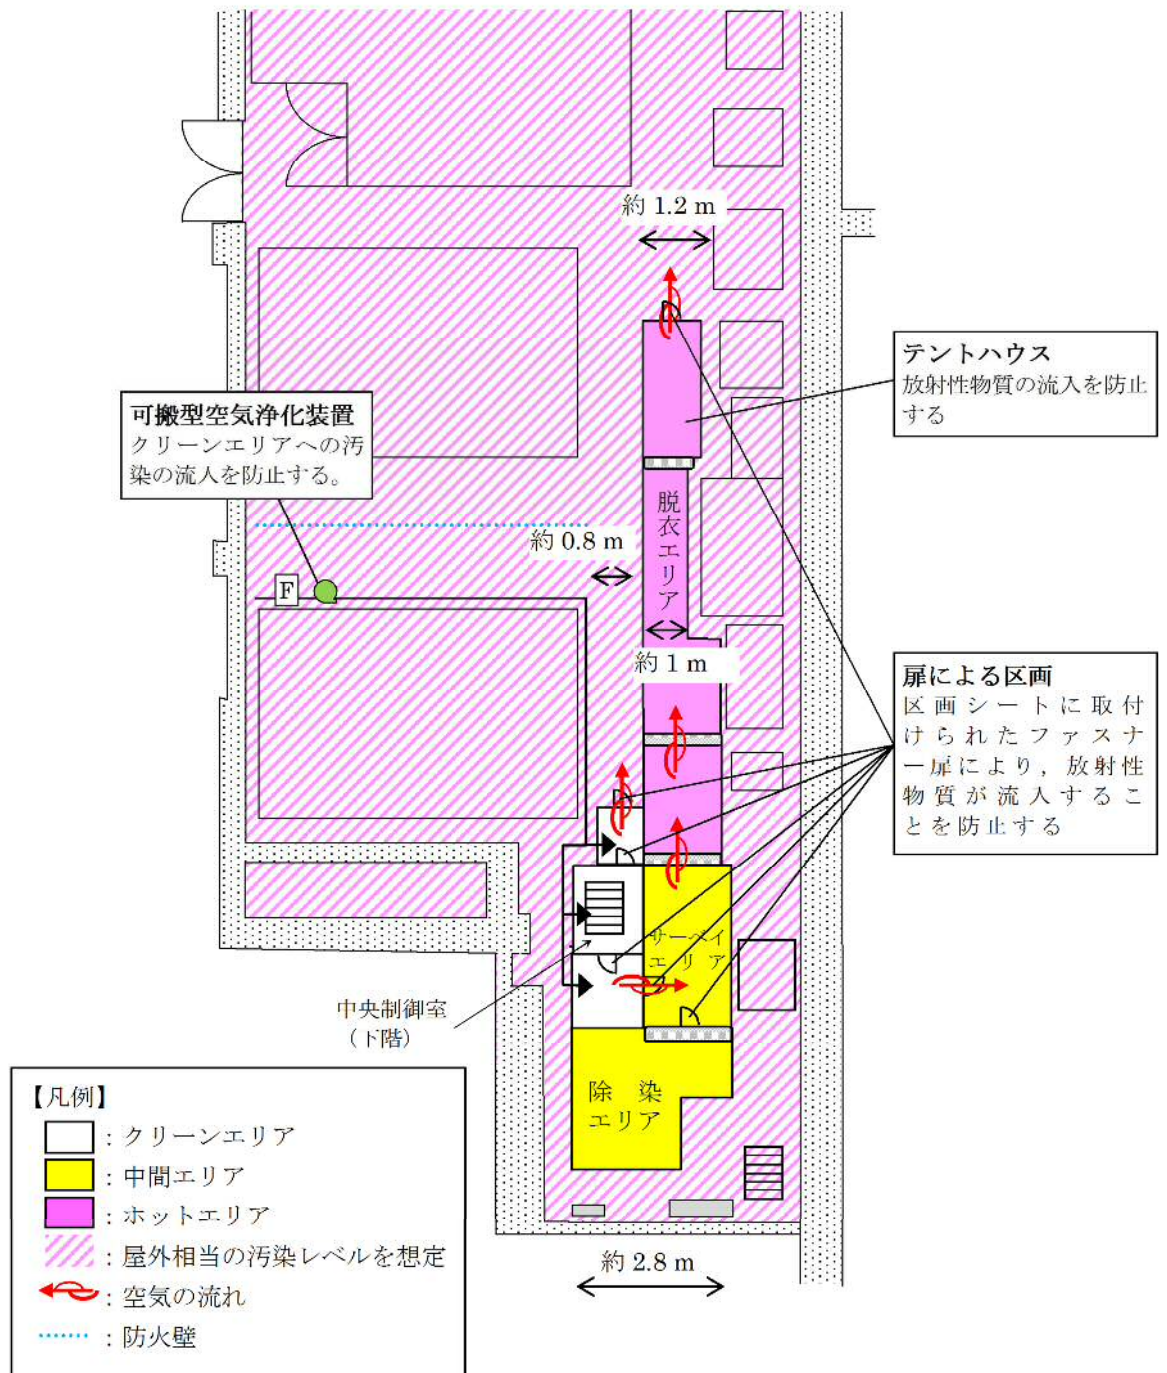 約 1.2 m
テントハウス
放射性物質の流入を防止
する
可搬型空気浄化装置
クリーンエリアへの汚
染の流入を防止する。
脱衣エリア
約 0.8 m
F
約 1 m
扉による区画
区画シートに取付
けられたファスナ
ー扉により，放射性
物質が流入するこ
とを防止する
サーベイ
エリア
中央制御室
（下階）
除 染
エリア
【凡例】
：クリーンエリア
：中間エリア
：ホットエリア
：屋外相当の汚染レベルを想定
：空気の流れ
：防火壁
約 2.8 m